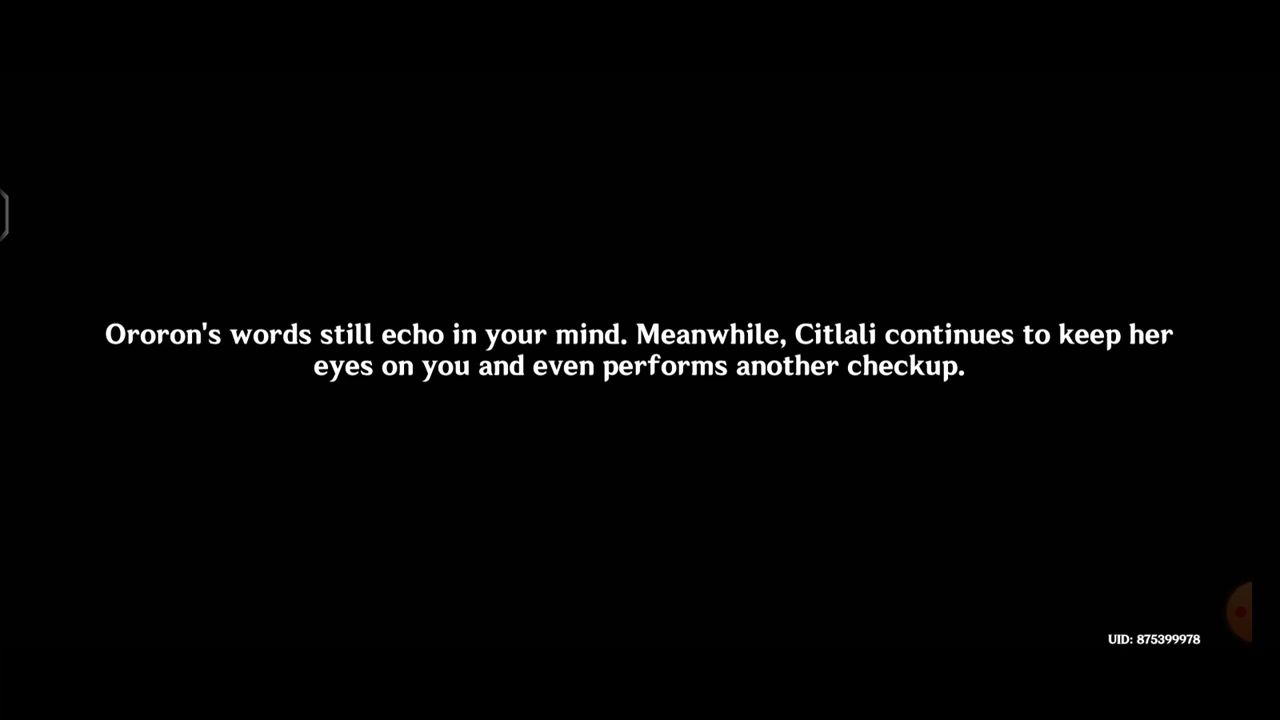 Ororon's words still echo in your mind. Meanwhile, Citlali continues to keep her
eyes on you and even performs another checkup.
UID: 875399978